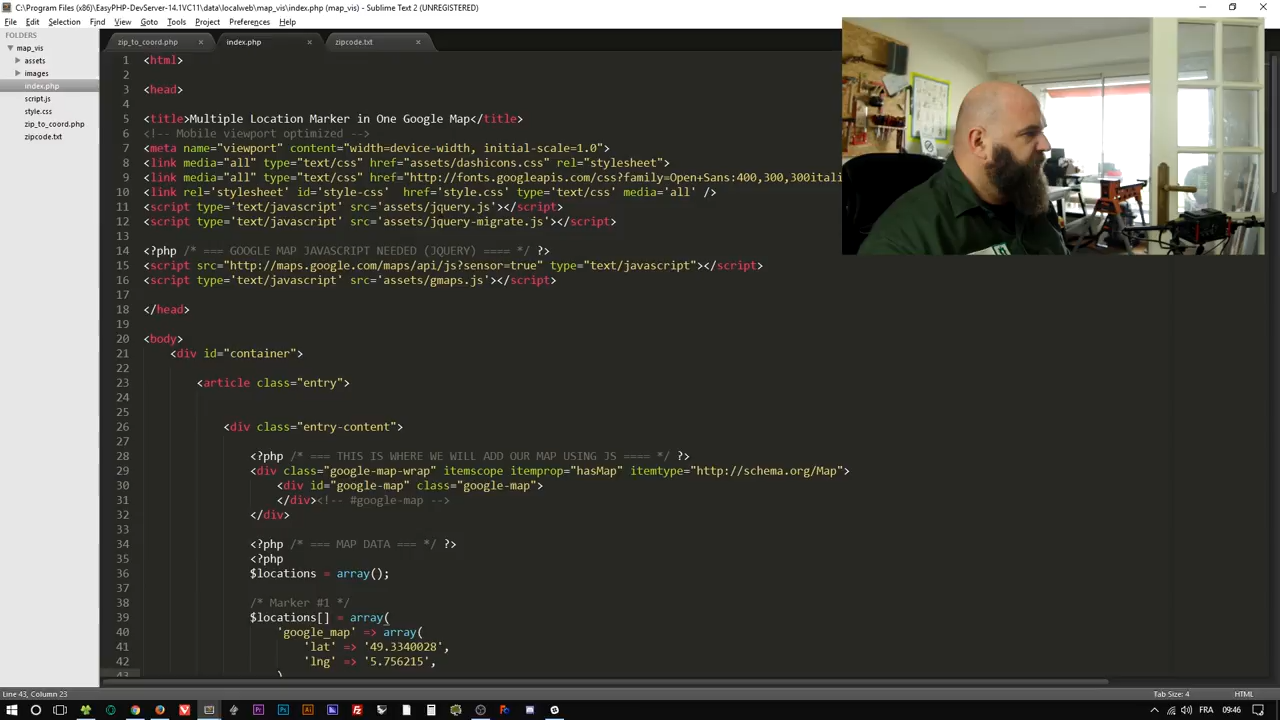 C:\Program Files (x86)\EasyPHP-DevServer-14.1VC11\data\localweb\map_vis\index.php (map_vis) - Sublime Text 2 (UNREGISTERED)
File Edit Selection Find View Goto Tools Project Preferences Help
FOLDERS
map_vis
assets
images
index.php
script.js
style.css
zip_to_coord.php
zipcode.txt
zip_to_coord.php × index.php × zipcode.txt ×
1 <html>
2
3 <head>
4
5 <title>Multiple Location Marker in One Google Map</title>
6 <!-- Mobile viewport optimized -->
7 <meta name="viewport" content="width=device-width, initial-scale=1.0">
8 <link media="all" type="text/css" href="assets/dashicons.css" rel="stylesheet">
9 <link media="all" type="text/css" href="http://fonts.googleapis.com/css?family=Open+Sans:400,300,300itali
10 <link rel='stylesheet' id='style-css'  href='style.css' type='text/css' media='all' />
11 <script type='text/javascript' src='assets/jquery.js'></script>
12 <script type='text/javascript' src='assets/jquery-migrate.js'></script>
13
14 <?php /* === GOOGLE MAP JAVASCRIPT NEEDED (JQUERY) ==== */ ?>
15 <script src="http://maps.google.com/maps/api/js?sensor=true" type="text/javascript"></script>
16 <script type='text/javascript' src='assets/gmaps.js'></script>
17
18 </head>
19
20 <body>
21 <div id="container">
22
23 <article class="entry">
24
25
26 <div class="entry-content">
27
28 <?php /* === THIS IS WHERE WE WILL ADD OUR MAP USING JS ==== */ ?>
29 <div class="google-map-wrap" itemscope itemprop="hasMap" itemtype="http://schema.org/Map">
30 <div id="google-map" class="google-map">
31 </div><!-- #google-map -->
32 </div>
33
34 <?php /* === MAP DATA === */ ?>
35 <?php
36 $locations = array();
37
38 /* Marker #1 */
39 $locations[] = array(
40 'google_map' => array(
41 'lat' => '49.3340028',
42 'lng' => '5.756215',
43 )
Line 43, Column 23
Tab Size: 4 HTML
FRA 09:46